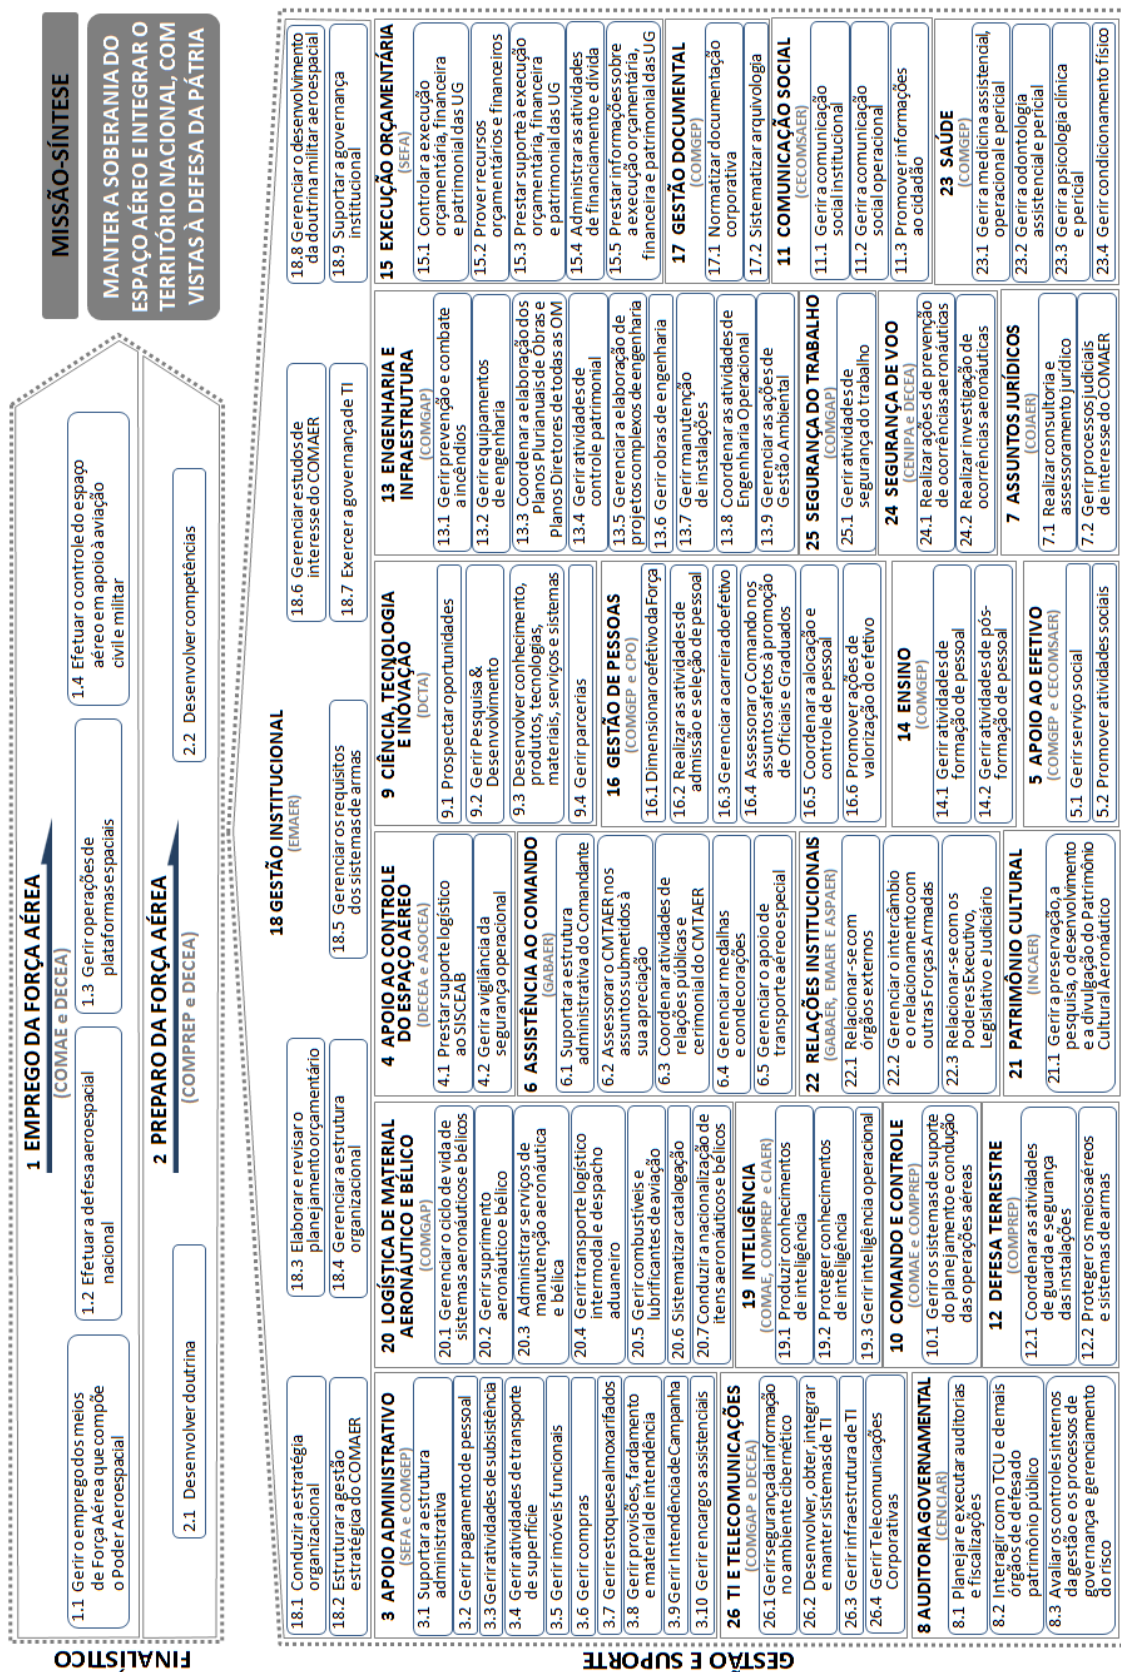 FINALÍSTICO
1 EMPREGO DA FORÇA AÉREA
(COMAE e DECEA)
1.1 Gerir o emprego dos meios
de Força Aérea que compõe
o Poder Aeroespacial
1.2 Efetuar a defesa aeroespacial
nacional
1.3 Gerir operações de
plataformas espaciais
1.4 Efetuar o controle do espaço
aéreo em apoio à aviação
civil e militar
2 PREPARO DA FORÇA AÉREA
(COMPREP e DECEA)
2.1 Desenvolver doutrina
2.2 Desenvolver competências
MISSÃO-SÍNTESE
MANTER A SOBERANIA DO
ESPAÇO AÉREO E INTEGRAR O
TERRITÓRIO NACIONAL, COM
VISTAS À DEFESA DA PÁTRIA
GESTÃO E SUPORTE
18 GESTÃO INSTITUCIONAL
(EMAER)
18.1 Conduzir a estratégia
organizacional
18.2 Estruturar a gestão
estratégica do COMAER
18.3 Elaborar e revisar o
planejamento orçamentário
18.4 Gerenciar a estrutura
organizacional
18.5 Gerenciar os requisitos
dos sistemas de armas
18.6 Gerenciar estudos de
interesse do COMAER
18.7 Exercer a governança de TI
18.8 Gerenciar o desenvolvimento
da doutrina militar aeroespacial
18.9 Suportar a governança
institucional
3 APOIO ADMINISTRATIVO
(SEFA e COMGEP)
3.1 Suportar a estrutura
administrativa
3.2 Gerir pagamento de pessoal
3.3 Gerir atividades de subsistência
3.4 Gerir atividades de transporte
de superfície
3.5 Gerir imóveis funcionais
3.6 Gerir compras
3.7 Gerir estoques e almoxarifados
3.8 Gerir provisões, fardamento
e material de intendência
3.9 Gerir Intendência de Campanha
3.10 Gerir encargos assistenciais
26 TI E TELECOMUNICAÇÕES
(COMGAP e DECEA)
26.1 Gerir segurança da informação
no ambiente cibernético
26.2 Desenvolver, obter, integrar
e manter sistemas de TI
26.3 Gerir infraestrutura de TI
26.4 Gerir Telecomunicações
Corporativas
8 AUDITORIA GOVERNAMENTAL
(CENCIAR)
8.1 Planejar e executar auditorias
e fiscalizações
8.2 Interagir com o TCU e demais
órgãos de defesa do
patrimônio público
8.3 Avaliar os controles internos
da gestão e os processos de
governança e gerenciamento
do risco
20 LOGÍSTICA DE MATERIAL
AERONÁUTICO E BÉLICO
(COMGAP)
20.1 Gerenciar o ciclo de vida de
sistemas aeronáuticos e bélicos
20.2 Gerir suprimento
aeronáutico e bélico
20.3 Administrar serviços de
manutenção aeronáutica
e bélica
20.4 Gerir transporte logístico
intermodal e despacho
aduaneiro
20.5 Gerir combustíveis e
lubrificantes de aviação
20.6 Sistematizar catalogação
20.7 Conduzir a nacionalização de
itens aeronáuticos e bélicos
19 INTELIGÊNCIA
(COMAE, COMPREP e CIAER)
19.1 Produzir conhecimentos
de inteligência
19.2 Proteger conhecimentos
de inteligência
19.3 Gerir inteligência operacional
10 COMANDO E CONTROLE
(COMAE e COMPREP)
10.1 Gerir os sistemas de suporte
do planejamento e condução
das operações aéreas
12 DEFESA TERRESTRE
(COMPREP)
12.1 Coordenar as atividades
de guarda e segurança
das instalações
12.2 Proteger os meios aéreos
e sistemas de armas
4 APOIO AO CONTROLE
DO ESPAÇO AÉREO
(DECEA e ASOCEA)
4.1 Prestar suporte logístico
ao SISCEAB
4.2 Gerir a vigilância da
segurança operacional
6 ASSISTÊNCIA AO COMANDO
(GABAER)
6.1 Suportar a estrutura
administrativa do Comandante
6.2 Assessorar o CMTAER nos
assuntos submetidos à
sua apreciação
6.3 Coordenar atividades de
relações públicas e
cerimonial do CMTAER
6.4 Gerenciar medalhas
e condecorações
6.5 Gerenciar o apoio de
transporte aéreo especial
22 RELAÇÕES INSTITUCIONAIS
(GABAER, EMAER E ASPAER)
22.1 Relacionar-se com
órgãos externos
22.2 Gerenciar intercâmbio
e o relacionamento com
outras Forças Armadas
22.3 Relacionar-se com os
Poderes Executivo,
Legislativo e Judiciário
21 PATRIMÔNIO CULTURAL
(INCAER)
21.1 Gerir a preservação, a
pesquisa, o desenvolvimento
e a divulgação do Patrimônio
Cultural Aeronáutico
9 CIÊNCIA, TECNOLOGIA
E INOVAÇÃO
(DCTA)
9.1 Prospectar oportunidades
9.2 Gerir Pesquisa &
Desenvolvimento
9.3 Desenvolver conhecimento,
produtos, tecnologias,
materiais, serviços e sistemas
9.4 Gerir parcerias
16 GESTÃO DE PESSOAS
(COMGEP e CPO)
16.1 Dimensionar o efetivo da Força
16.2 Realizar as atividades de
admissão e seleção de pessoal
16.3 Gerenciar a carreira do efetivo
16.4 Assessorar o Comando nos
assuntos afetos à promoção
de Oficiais e Graduados
16.5 Coordenar a alocação e
controle de pessoal
16.6 Promover ações de
valorização do efetivo
14 ENSINO
(COMGEP)
14.1 Gerir atividades de
formação de pessoal
14.2 Gerir atividades de pós-
formação de pessoal
5 APOIO AO EFETIVO
(COMGEP e CECOMSAER)
5.1 Gerir serviço social
5.2 Promover atividades sociais
13 ENGENHARIA E
INFRAESTRUTURA
(COMGAP)
13.1 Gerir prevenção e combate
a incêndios
13.2 Gerir equipamentos
de engenharia
13.3 Coordenar a elaboração dos
Planos Plurianuais de Obras e
Planos Diretores de todas as OM
13.4 Gerir atividades de
controle patrimonial
13.5 Gerenciar a elaboração de
projetos complexos de engenharia
13.6 Gerir obras de engenharia
13.7 Gerir manutenção
de instalações
13.8 Coordenar as atividades de
Engenharia Operacional
13.9 Gerenciar as ações de
Gestão Ambiental
25 SEGURANÇA DO TRABALHO
(COMGAP)
25.1 Gerir atividades de
segurança do trabalho
24 SEGURANÇA DE VOO
(CENIPA e DECEA)
24.1 Realizar ações de prevenção
de ocorrências aeronáuticas
24.2 Realizar investigação de
ocorrências aeronáuticas
7 ASSUNTOS JURÍDICOS
(COJAER)
7.1 Realizar consultoria e
assessoramento jurídico
7.2 Gerir processos judiciais
de interesse do COMAER
15 EXECUÇÃO ORÇAMENTÁRIA
(SEFA)
15.1 Controlar a execução
orçamentária, financeira
e patrimonial das UG
15.2 Prover recursos
orçamentários e financeiros
15.3 Prestar suporte à execução
orçamentária, financeira
e patrimonial das UG
15.4 Administrar as atividades
de financiamento e dívida
15.5 Prestar informações sobre
a execução orçamentária,
financeira e patrimonial das UG
17 GESTÃO DOCUMENTAL
(COMGEP)
17.1 Normatizar documentação
corporativa
17.2 Sistematizar arquivologia
11 COMUNICAÇÃO SOCIAL
(CECOMSAER)
11.1 Gerir a comunicação
social institucional
11.2 Gerir a comunicação
social operacional
11.3 Promover informações
ao cidadão
23 SAÚDE
(COMGEP)
23.1 Gerir a medicina assistencial,
operacional e pericial
23.2 Gerir a odontologia
assistencial e pericial
23.3 Gerir a psicologia clínica
e pericial
23.4 Gerir condicionamento físico